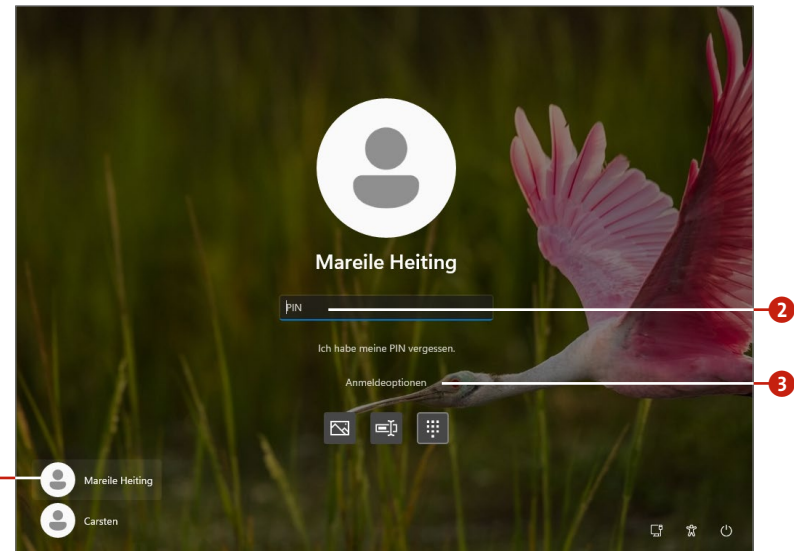 Mareile Heiting
PIN
2
Ich habe meine PIN vergessen.
Anmeldeoptionen
3
Mareile Heiting
Carsten